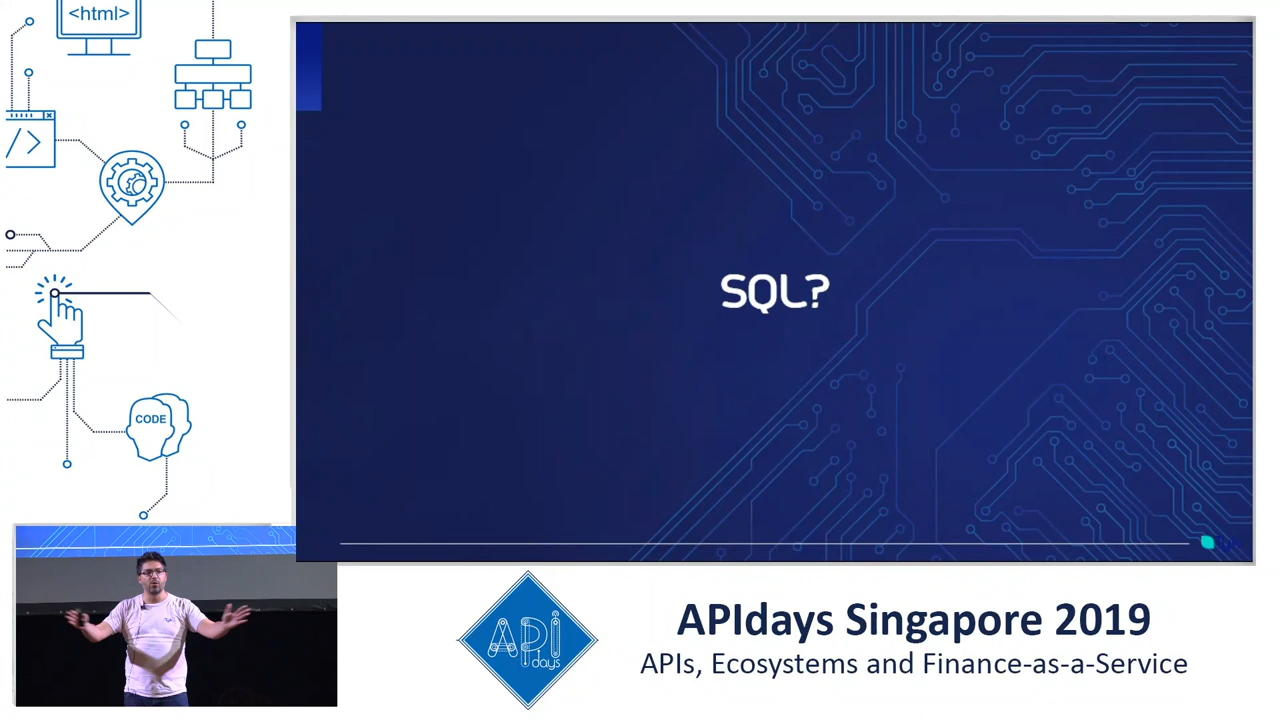 <html>
</>
CODE
SQL?
API
days
APIdays Singapore 2019
APIs, Ecosystems and Finance-as-a-Service